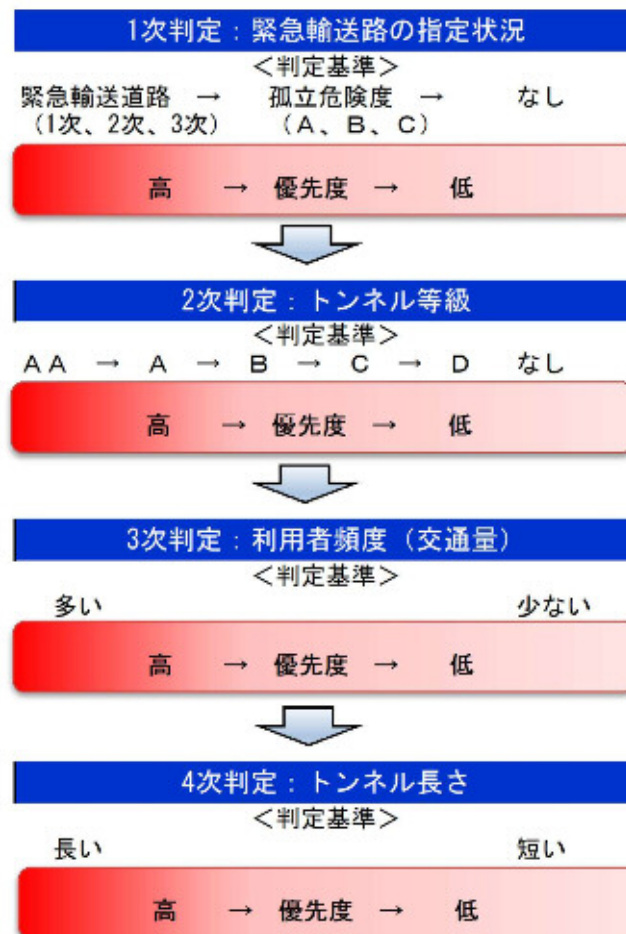 1次判定：緊急輸送路の指定状況
＜判定基準＞
緊急輸送道路 → 孤立危険度 → なし
（1次、2次、3次） （A、B、C）
高 → 優先度 → 低
2次判定：トンネル等級
＜判定基準＞
AA → A → B → C → D なし
高 → 優先度 → 低
3次判定：利用者頻度（交通量）
＜判定基準＞
多い 少ない
高 → 優先度 → 低
4次判定：トンネル長さ
＜判定基準＞
長い 短い
高 → 優先度 → 低